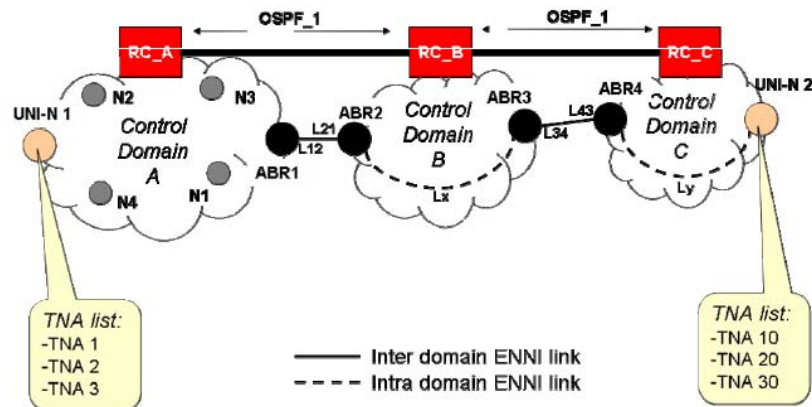 OSPF_1
OSPF_1
RC_A
RC_B
RC_C
N2
N3
UNI-N 1
Control
Domain
A
N4
N1
ABR1
L21
L12
ABR2
Control
Domain
B
Lx
ABR3
L43
L34
ABR4
Control
Domain
C
Ly
UNI-N 2
TNA list:
-TNA 1
-TNA 2
-TNA 3
Inter domain ENNI link
Intra domain ENNI link
TNA list:
-TNA 10
-TNA 20
-TNA 30